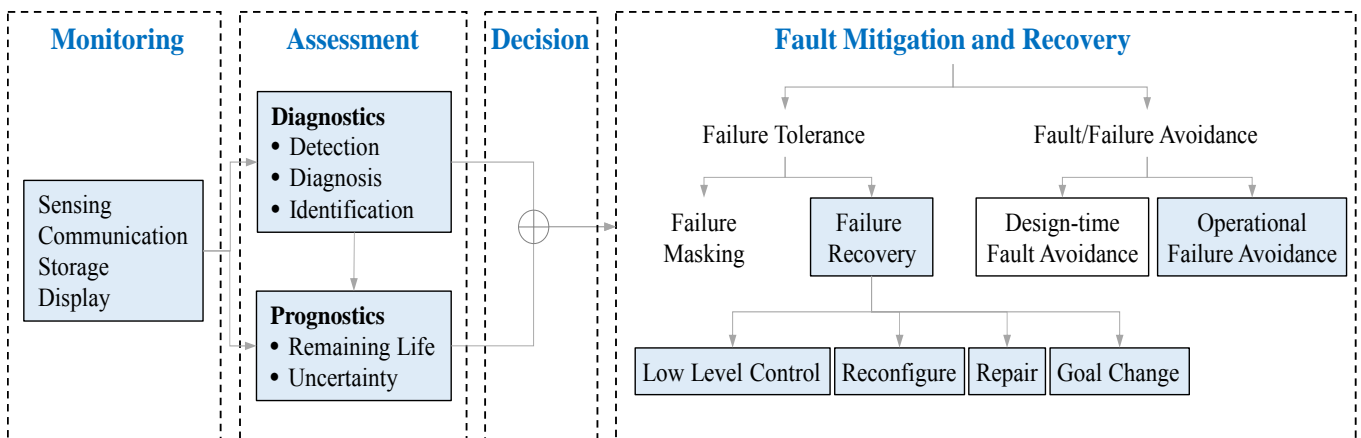 Monitoring
Sensing
Communication
Storage
Display
Assessment
Diagnostics
• Detection
• Diagnosis
• Identification
Prognostics
• Remaining Life
• Uncertainty
Decision
Fault Mitigation and Recovery
Failure Tolerance
Fault/Failure Avoidance
Failure
Masking
Failure
Recovery
Design-time
Fault Avoidance
Operational
Failure Avoidance
Low Level Control
Reconfigure
Repair
Goal Change